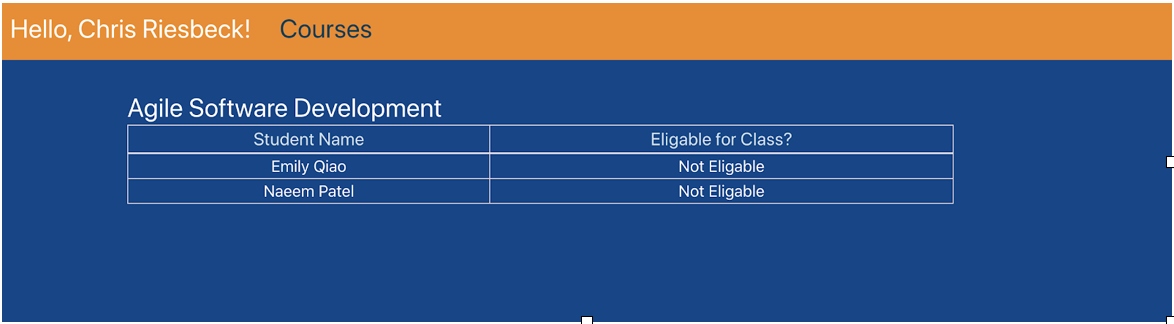 Hello, Chris Riesbeck! Courses
Agile Software Development
Student Name Eligable for Class?
Emily Qiao Not Eligable
Naeem Patel Not Eligable